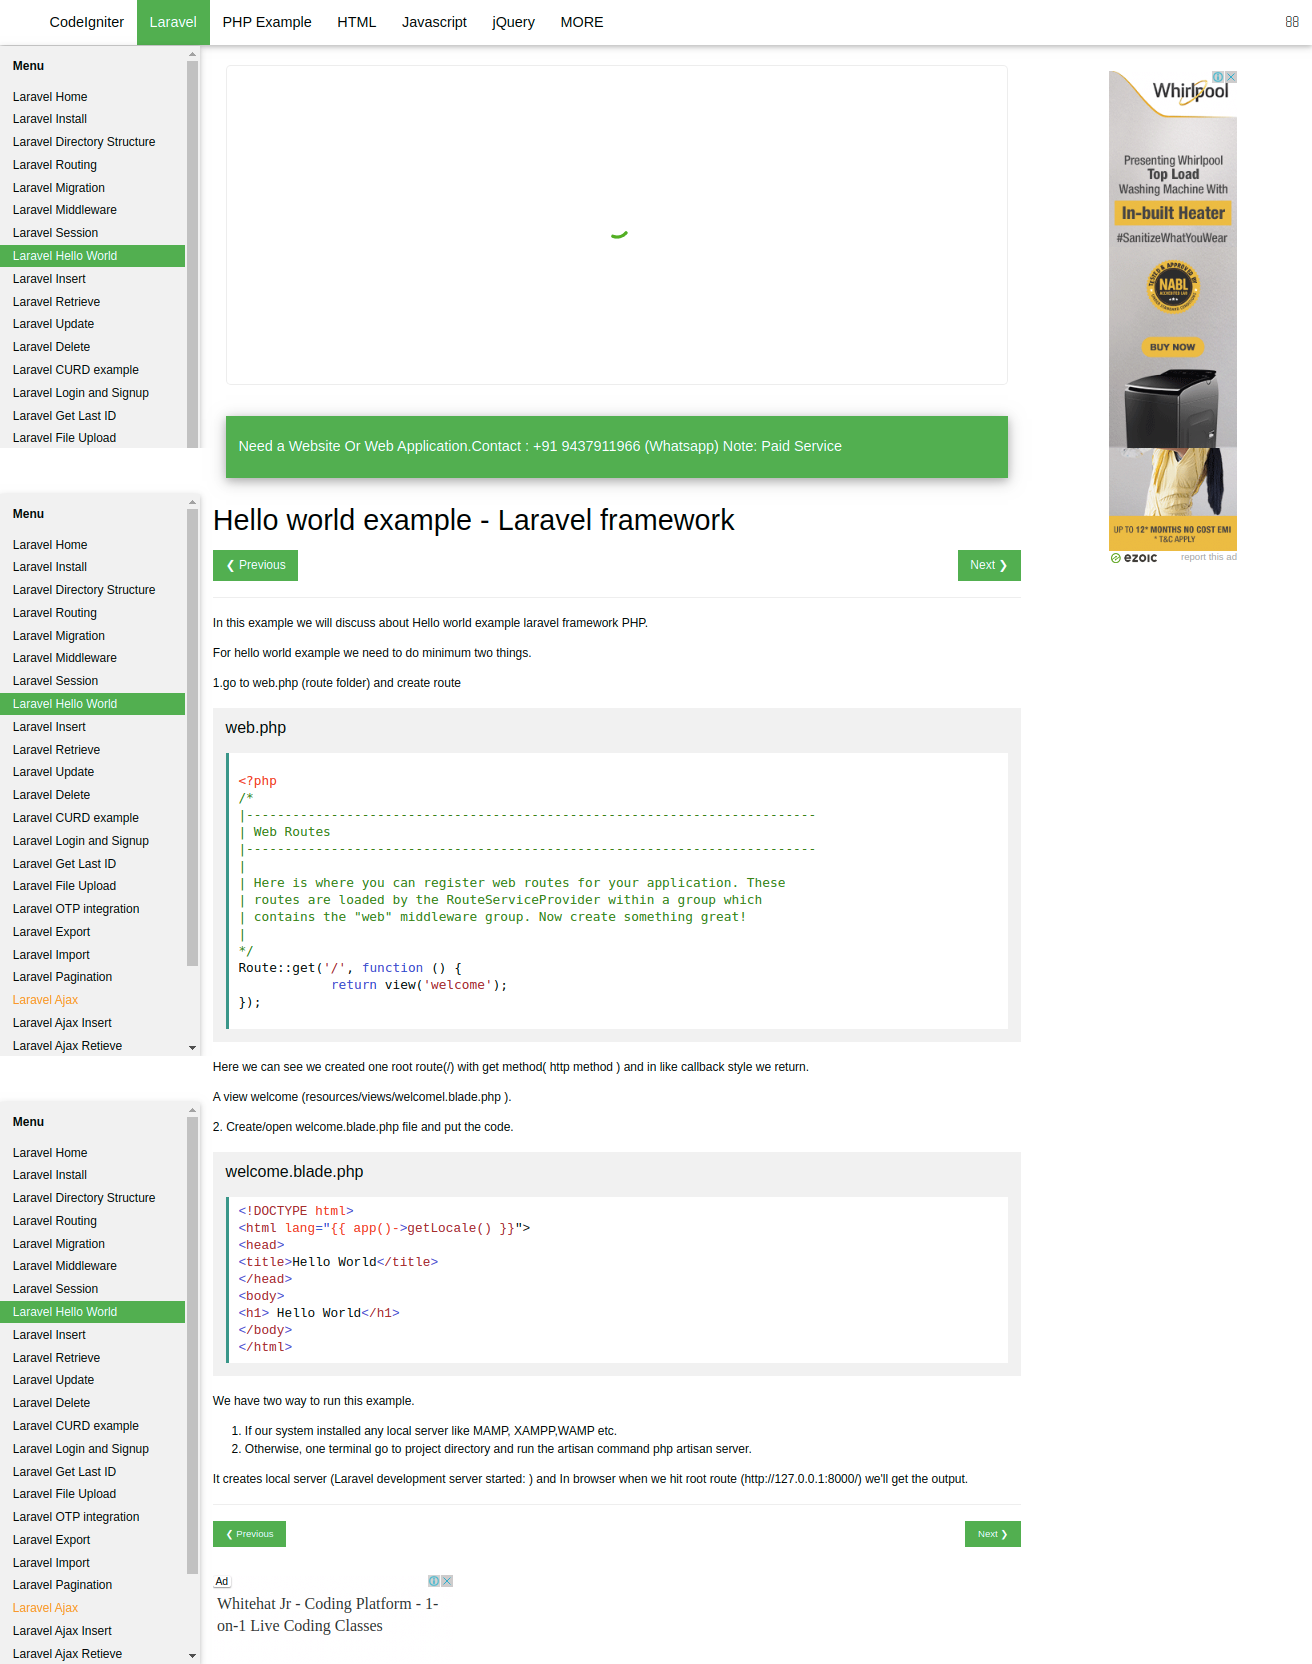 CodeIgniter Laravel PHP Example HTML Javascript jQuery MORE
Menu
Laravel Home
Laravel Install
Laravel Directory Structure
Laravel Routing
Laravel Migration
Laravel Middleware
Laravel Session
Laravel Hello World
Laravel Insert
Laravel Retrieve
Laravel Update
Laravel Delete
Laravel CURD example
Laravel Login and Signup
Laravel Get Last ID
Laravel File Upload
Menu
Laravel Home
Laravel Install
Laravel Directory Structure
Laravel Routing
Laravel Migration
Laravel Middleware
Laravel Session
Laravel Hello World
Laravel Insert
Laravel Retrieve
Laravel Update
Laravel Delete
Laravel CURD example
Laravel Login and Signup
Laravel Get Last ID
Laravel File Upload
Laravel OTP integration
Laravel Export
Laravel Import
Laravel Pagination
Laravel Ajax
Laravel Ajax Insert
Laravel Ajax Retieve
Menu
Laravel Home
Laravel Install
Laravel Directory Structure
Laravel Routing
Laravel Migration
Laravel Middleware
Laravel Session
Laravel Hello World
Laravel Insert
Laravel Retrieve
Laravel Update
Laravel Delete
Laravel CURD example
Laravel Login and Signup
Laravel Get Last ID
Laravel File Upload
Laravel OTP integration
Laravel Export
Laravel Import
Laravel Pagination
Laravel Ajax
Laravel Ajax Insert
Laravel Ajax Retieve
Need a Website Or Web Application.Contact : +91 9437911966 (Whatsapp) Note: Paid Service
Hello world example - Laravel framework
❮ Previous Next ❯
In this example we will discuss about Hello world example laravel framework PHP.
For hello world example we need to do minimum two things.
1.go to web.php (route folder) and create route
web.php
<?php
/*
|--------------------------------------------------------------------------
| Web Routes
|--------------------------------------------------------------------------
|
| Here is where you can register web routes for your application. These
| routes are loaded by the RouteServiceProvider within a group which
| contains the "web" middleware group. Now create something great!
|
*/
Route::get('/', function () {
return view('welcome');
});
Here we can see we created one root route(/) with get method( http method ) and in like callback style we return.
A view welcome (resources/views/welcomel.blade.php ).
2. Create/open welcome.blade.php file and put the code.
welcome.blade.php
<!DOCTYPE html>
<html lang="{{ app()->getLocale() }}">
<head>
<title>Hello World</title>
</head>
<body>
<h1> Hello World</h1>
</body>
</html>
We have two way to run this example.
1. If our system installed any local server like MAMP, XAMPP,WAMP etc.
2. Otherwise, one terminal go to project directory and run the artisan command php artisan server.
It creates local server (Laravel development server started: ) and In browser when we hit root route (http://127.0.0.1:8000/) we'll get the output.
❮ Previous Next ❯
Ad
Whitehat Jr - Coding Platform - 1-
on-1 Live Coding Classes
Whirlpool
Presenting Whirlpool
Top Load
Washing Machine With
In-built Heater
#SanitizeWhatYouWear
NABL
BUY NOW
UP TO 12* MONTHS NO COST EMI
* T&C APPLY
ezoic report this ad